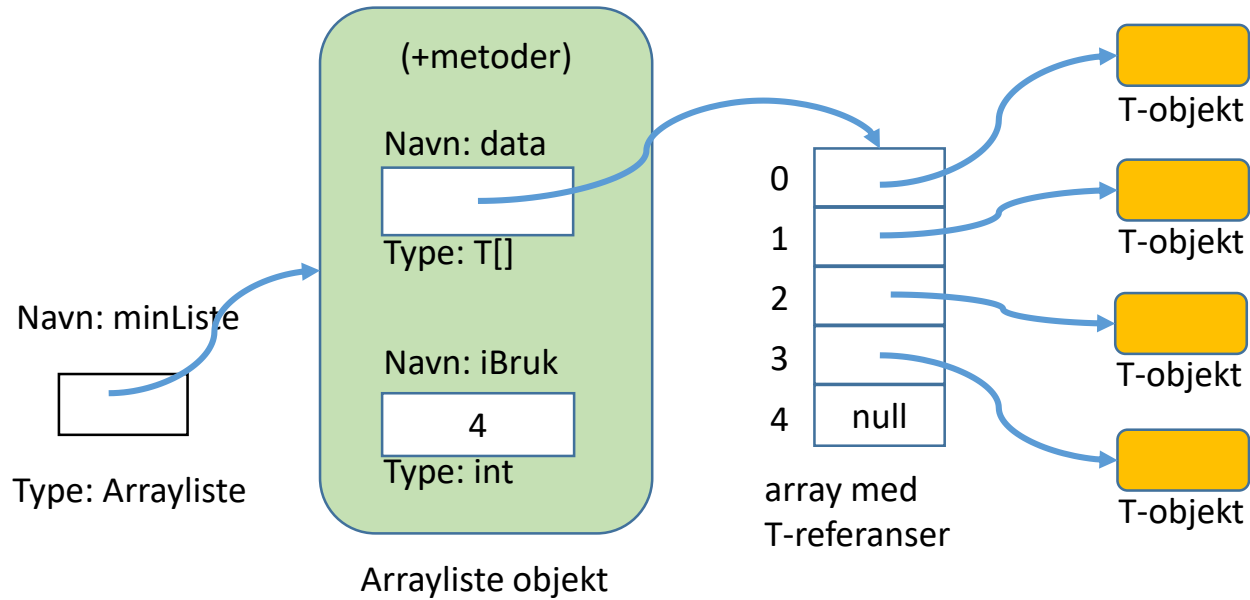 (+metoder)
Navn: data
Type: T[]
Navn: minListe
Type: Arrayliste
Navn: iBruk
4
Type: int
Arrayliste objekt
0
1
2
3
4 null
array med
T-referanser
T-objekt
T-objekt
T-objekt
T-objekt